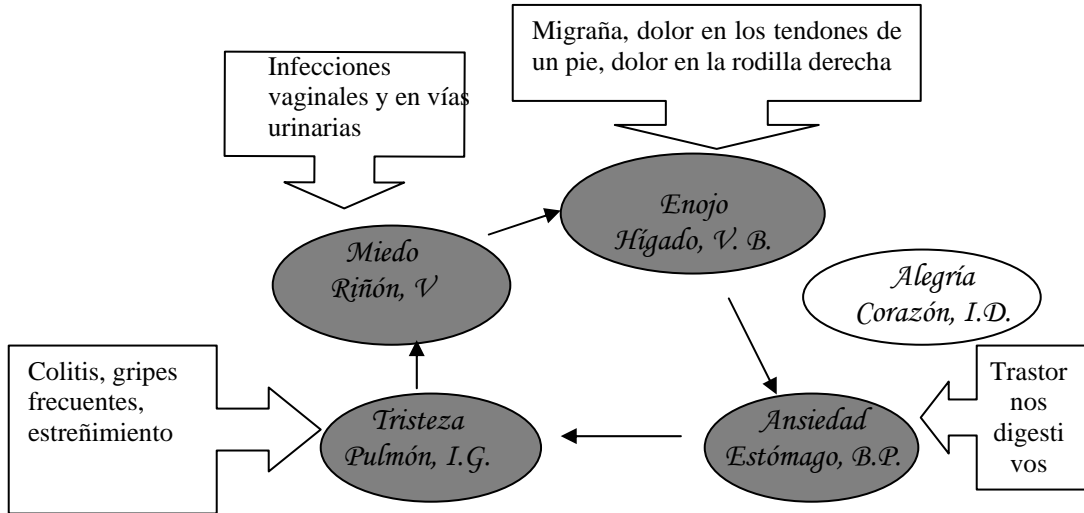 Migraña, dolor en los tendones de
un pie, dolor en la rodilla derecha
Infecciones
vaginales y en vías
urinarias
Enojo
Hígado, V. B.
Miedo
Riñón, V
Alegría
Corazón, I.D.
Colitis, gripes
frecuentes,
estreñimiento
Tristeza
Pulmón, I.G.
Ansiedad
Estómago, B.P.
Trastor
nos
digesti
vos